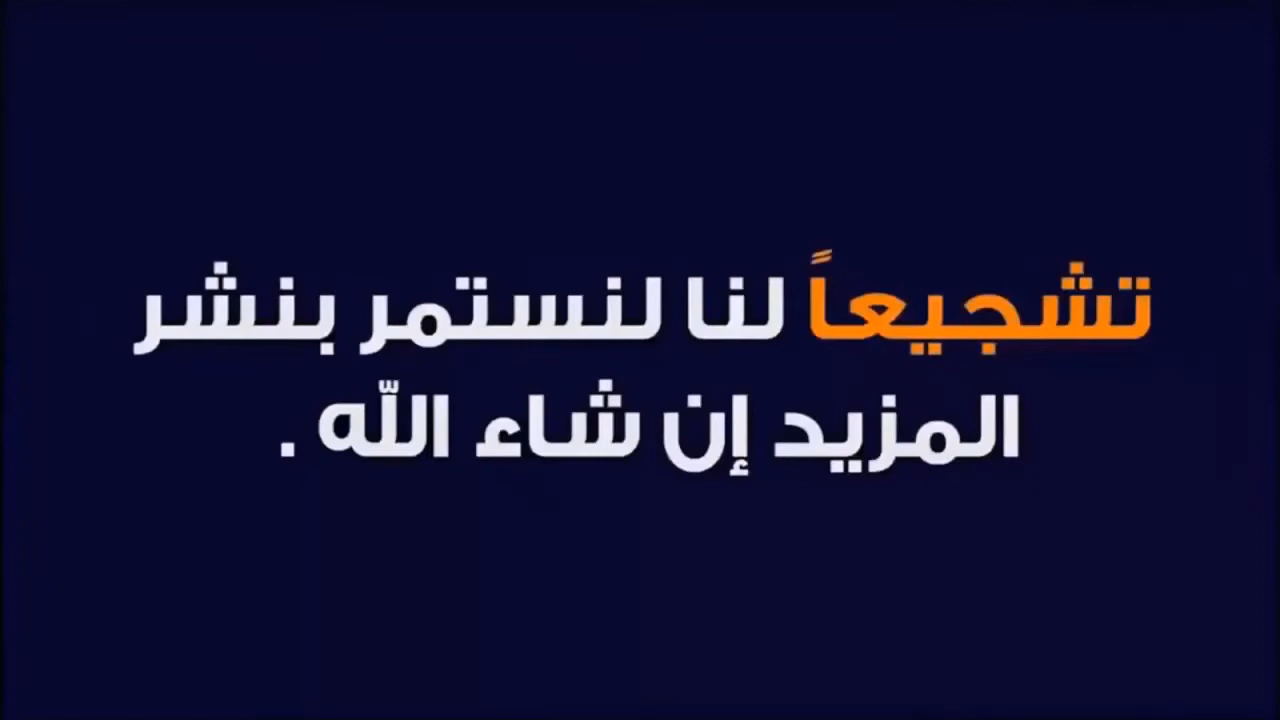 تشجيعاً لنا لنستمر بنشر
المزيد إن شاء اللّه .